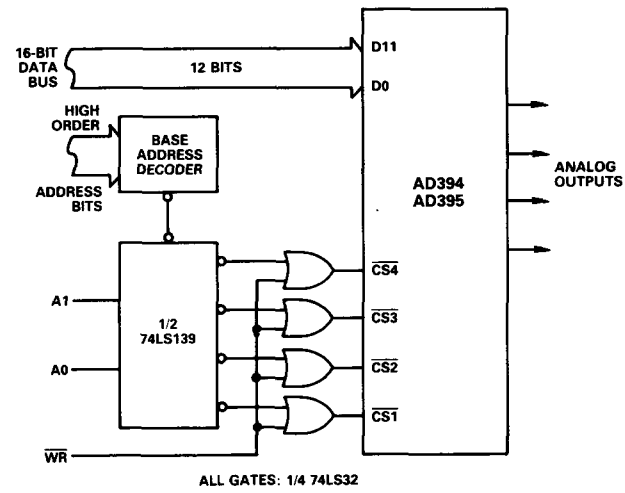 16-BIT
DATA
BUS
12 BITS
D11
D0
HIGH
ORDER
ADDRESS
BITS
BASE
ADDRESS
DECODER
AD394
AD395
ANALOG
OUTPUTS
A1
A0
1/2
74LS139
CS4
CS3
CS2
CS1
WR
ALL GATES: 1/4 74LS32